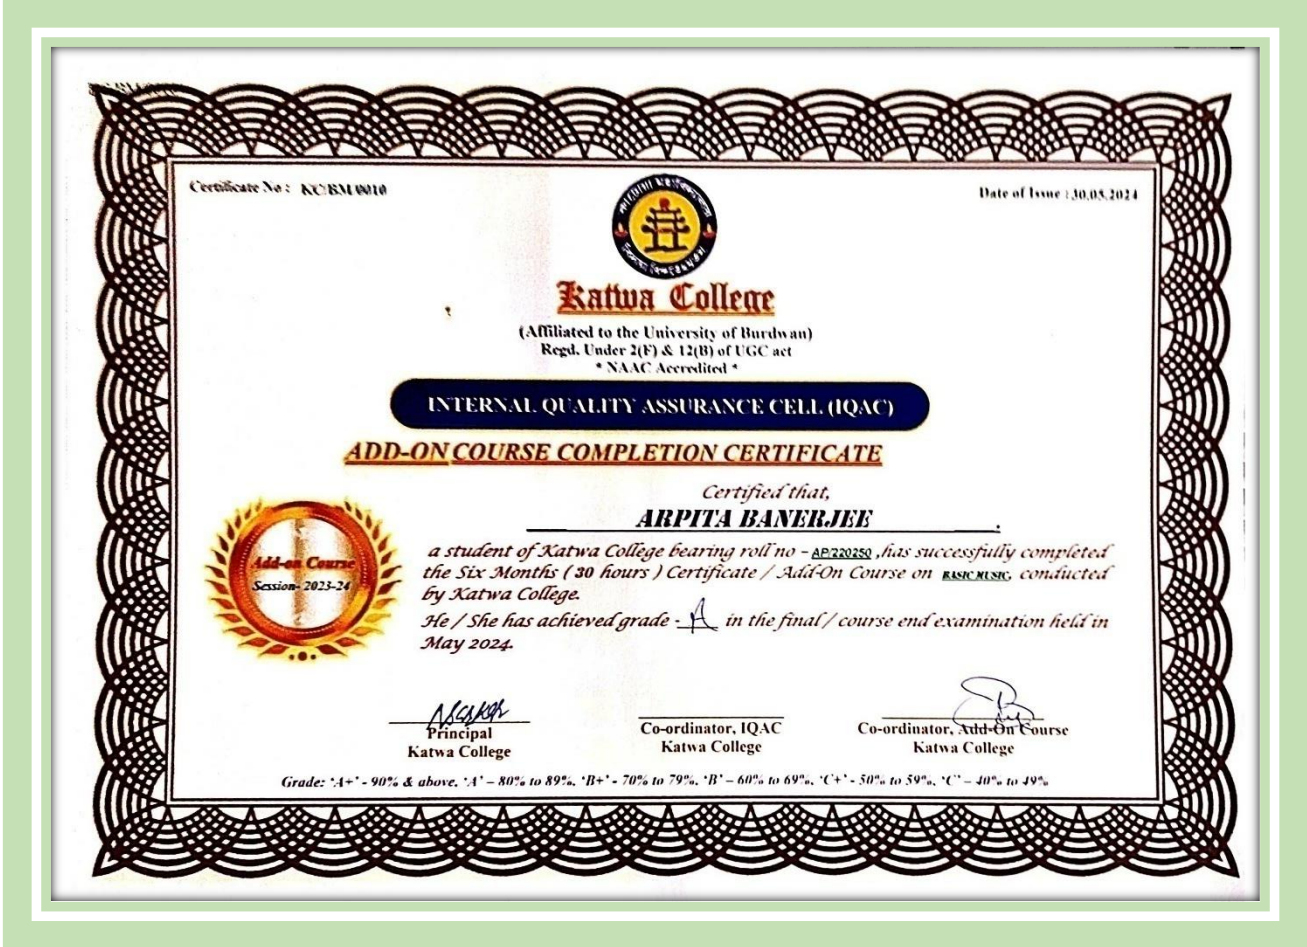 Certificate No : KC/BM/0010
Date of Issue : 30.05.2024
Katwa College
(Affiliated to the University of Burdwan)
Regd. Under 2(F) & 12(B) of UGC act
* NAAC Accredited *
INTERNAL QUALITY ASSURANCE CELL (IQAC)
ADD-ON COURSE COMPLETION CERTIFICATE
Certified that,
ARPITA BANERJEE .
Add-on Course
Session- 2023-24
a student of Katwa College bearing roll no – AP/220250 ,has successfully completed
the Six Months ( 30 hours ) Certificate / Add-On Course on BASIC MUSIC, conducted
by Katwa College.
He / She has achieved grade - A in the final / course end examination held in
May 2024.
Principal
Katwa College
Co-ordinator, IQAC
Katwa College
Co-ordinator, Add-On Course
Katwa College
Grade: 'A+' - 90% & above, 'A' – 80% to 89%, 'B+' - 70% to 79%, 'B' – 60% to 69%, 'C+' - 50% to 59%, 'C' – 40% to 49%